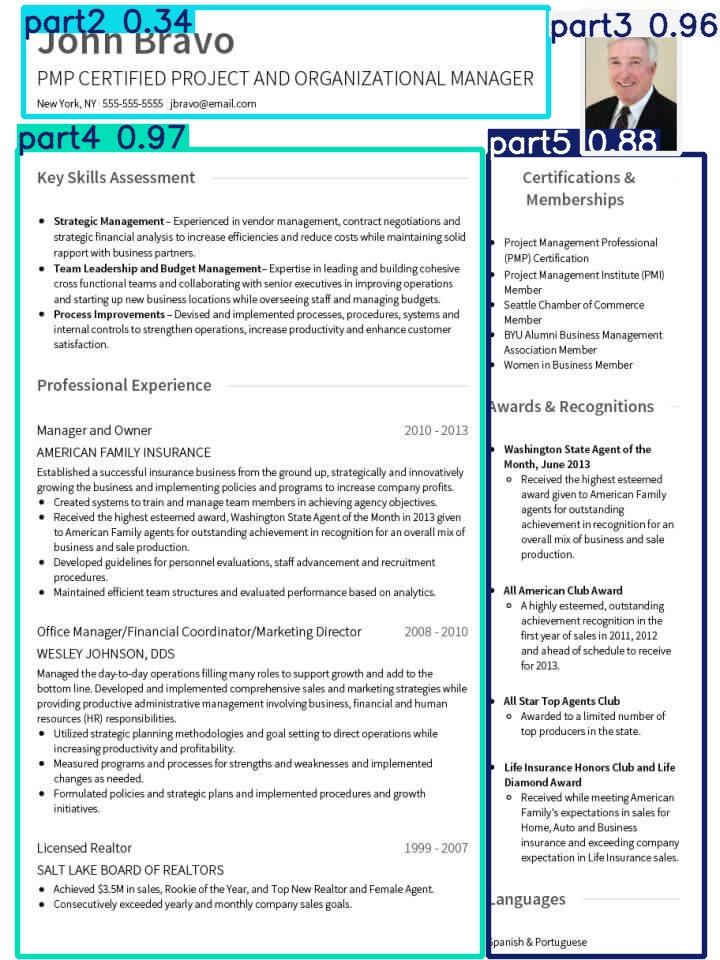 part2 0.34
part3 0.96
John Bravo
PMP CERTIFIED PROJECT AND ORGANIZATIONAL MANAGER
New York, NY 555-555-5555 jbravo@email.com
part4 0.97
Key Skills Assessment
• Strategic Management – Experienced in vendor management, contract negotiations and
strategic financial analysis to increase efficiencies and reduce costs while maintaining solid
rapport with business partners.
• Team Leadership and Budget Management– Expertise in leading and building cohesive
cross functional teams and collaborating with senior executives in improving operations
and starting up new business locations while overseeing staff and managing budgets.
• Process Improvements – Devised and implemented processes, procedures, systems and
internal controls to strengthen operations, increase productivity and enhance customer
satisfaction.
Professional Experience
Manager and Owner 2010 - 2013
AMERICAN FAMILY INSURANCE
Established a successful insurance business from the ground up, strategically and innovatively
growing the business and implementing policies and programs to increase company profits.
• Created systems to train and manage team members in achieving agency objectives.
• Received the highest esteemed award, Washington State Agent of the Month in 2013 given
to American Family agents for outstanding achievement in recognition for an overall mix of
business and sale production.
• Developed guidelines for personnel evaluations, staff advancement and recruitment
procedures.
• Maintained efficient team structures and evaluated performance based on analytics.
Office Manager/Financial Coordinator/Marketing Director 2008 - 2010
WESLEY JOHNSON, DDS
Managed the day-to-day operations filling many roles to support growth and add to the
bottom line. Developed and implemented comprehensive sales and marketing strategies while
providing productive administrative management involving business, financial and human
resources (HR) responsibilities.
• Utilized strategic planning methodologies and goal setting to direct operations while
increasing productivity and profitability.
• Measured programs and processes for strengths and weaknesses and implemented
changes as needed.
• Formulated policies and strategic plans and implemented procedures and growth
initiatives.
Licensed Realtor 1999 - 2007
SALT LAKE BOARD OF REALTORS
• Achieved $3.5M in sales, Rookie of the Year, and Top New Realtor and Female Agent.
• Consecutively exceeded yearly and monthly company sales goals.
part5 0.88
Certifications &
Memberships
• Project Management Professional
(PMP) Certification
• Project Management Institute (PMI)
Member
• Seattle Chamber of Commerce
Member
• BYU Alumni Business Management
Association Member
• Women in Business Member
Awards & Recognitions
• Washington State Agent of the
Month, June 2013
○ Received the highest esteemed
award given to American Family
agents for outstanding
achievement in recognition for an
overall mix of business and sale
production.
• All American Club Award
○ A highly esteemed, outstanding
achievement recognition in the
first year of sales in 2011, 2012
and ahead of schedule to receive
for 2013.
• All Star Top Agents Club
○ Awarded to a limited number of
top producers in the state.
• Life Insurance Honors Club and Life
Diamond Award
○ Received while meeting American
Family's expectations in sales for
Home, Auto and Business
insurance and exceeding company
expectation in Life Insurance sales.
Languages
Spanish & Portuguese